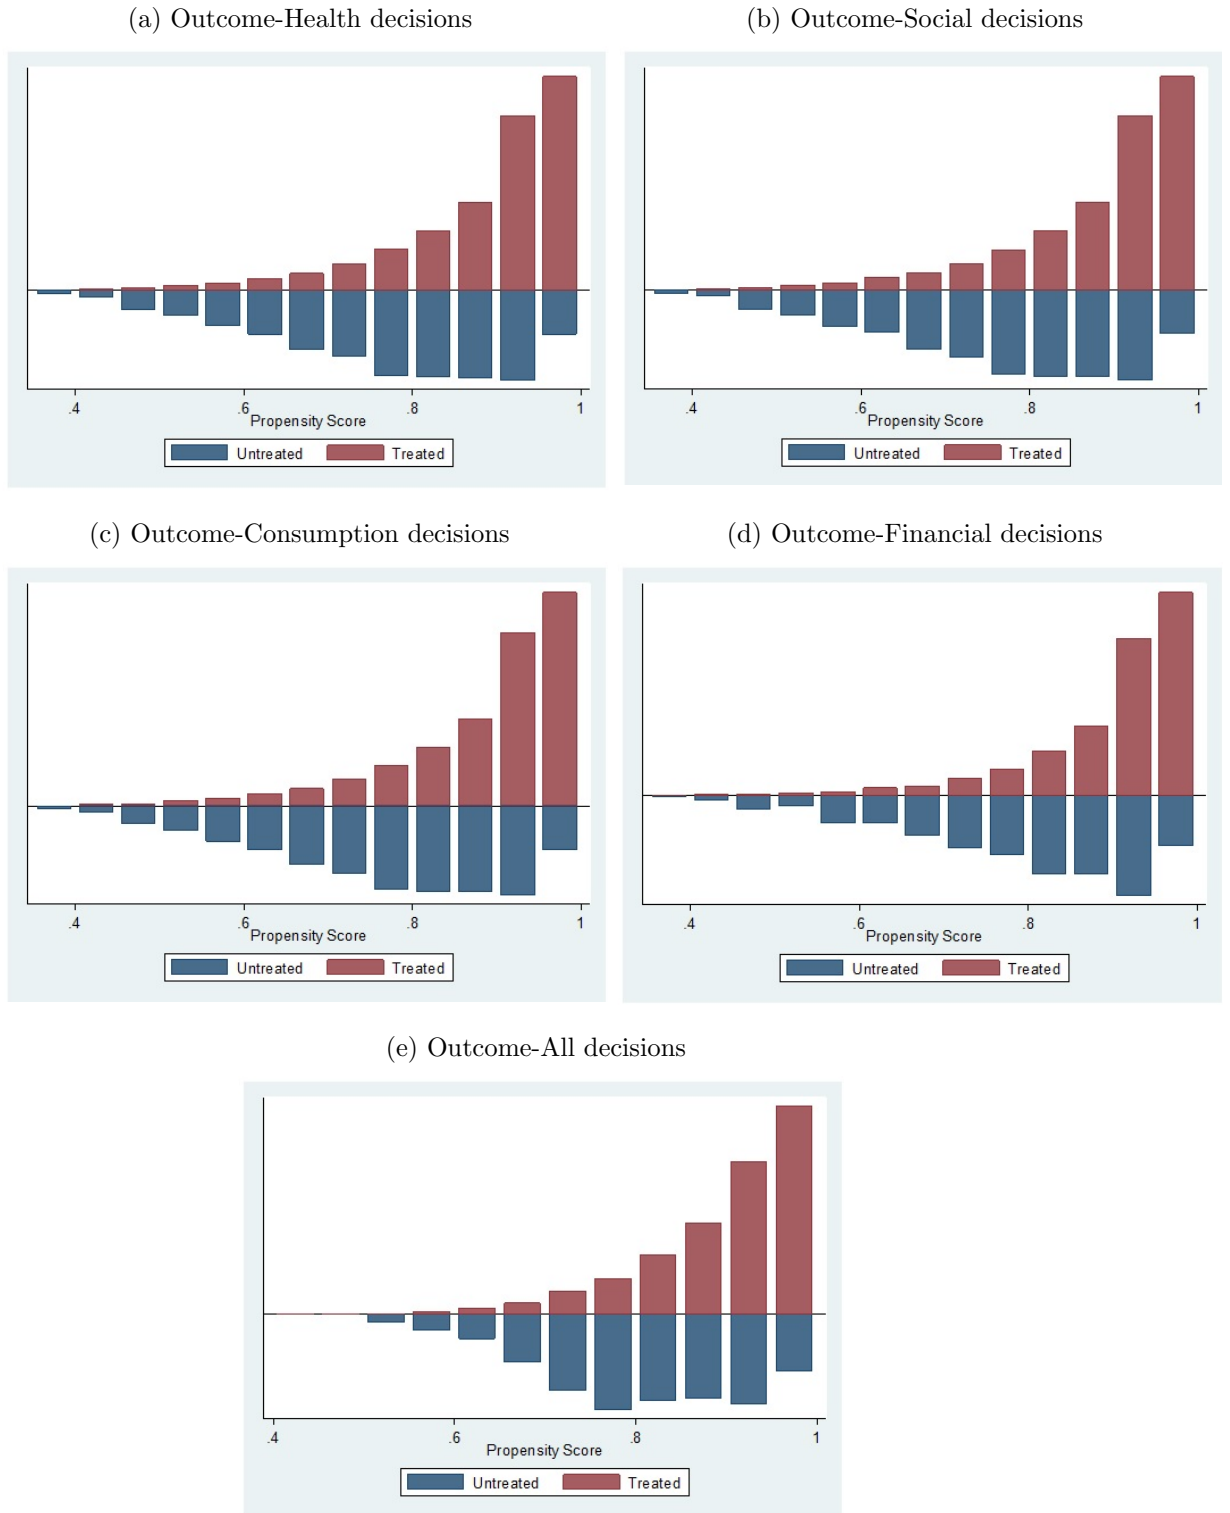 (a) Outcome-Health decisions
.4 .6 .8 1
Propensity Score
Untreated Treated
(b) Outcome-Social decisions
.4 .6 .8 1
Propensity Score
Untreated Treated
(c) Outcome-Consumption decisions
.4 .6 .8 1
Propensity Score
Untreated Treated
(d) Outcome-Financial decisions
.4 .6 .8 1
Propensity Score
Untreated Treated
(e) Outcome-All decisions
.4 .6 .8 1
Propensity Score
Untreated Treated